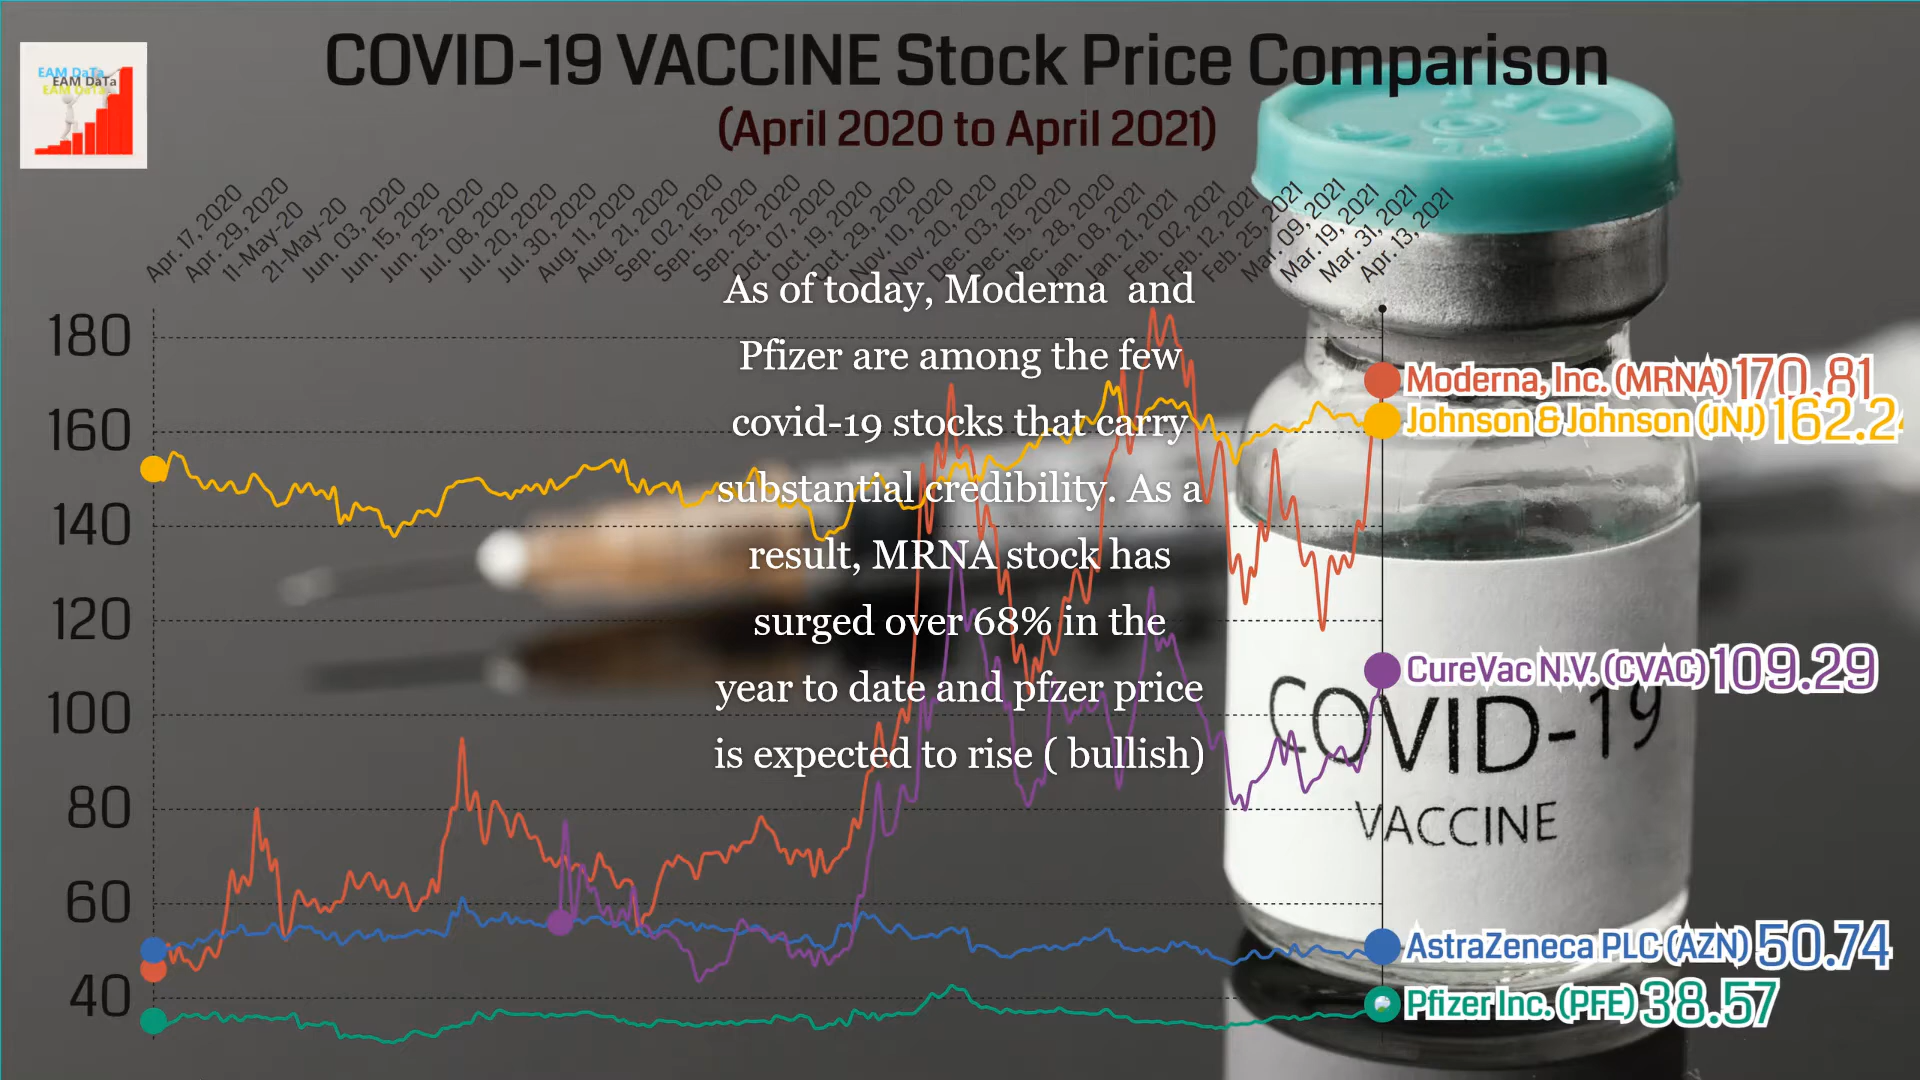 COVID-19 VACCINE Stock Price Comparison
(April 2020 to April 2021)
EAM DaTa
EAM DaTa
EAM DaTa
Apr. 17, 2020
Apr. 29, 2020
11-May-20
21-May-20
Jun. 03, 2020
Jun. 15, 2020
Jun. 25, 2020
Jul. 08, 2020
Jul. 20, 2020
Jul. 30, 2020
Aug. 11, 2020
Aug. 21, 2020
Sep. 02, 2020
Sep. 15, 2020
Sep. 25, 2020
Oct. 07, 2020
Oct. 19, 2020
Oct. 29, 2020
Nov. 10, 2020
Nov. 20, 2020
Dec. 03, 2020
Dec. 15, 2020
Dec. 28, 2020
Jan. 08, 2021
Jan. 21, 2021
Feb. 02, 2021
Feb. 12, 2021
Feb. 25, 2021
Mar. 09, 2021
Mar. 19, 2021
Mar. 31, 2021
Apr. 13, 2021
As of today, Moderna and
Pfizer are among the few
covid-19 stocks that carry
substantial credibility. As a
result, MRNA stock has
surged over 68% in the
year to date and pfzer price
is expected to rise ( bullish)
180
160
140
120
100
80
60
40
Moderna, Inc. (MRNA) 170.81
Johnson & Johnson (JNJ) 162.2
CureVac N.V. (CVAC) 109.29
COVID-19
VACCINE
AstraZeneca PLC (AZN) 50.74
Pfizer Inc. (PFE) 38.57